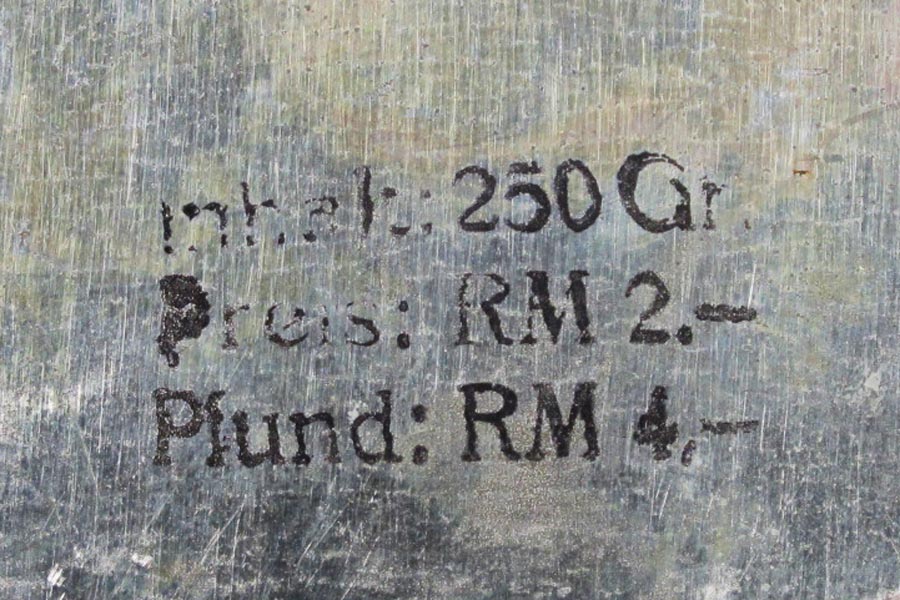 Inhalt: 250 Gr.
Preis: RM 2.-
Pfund: RM 4,-